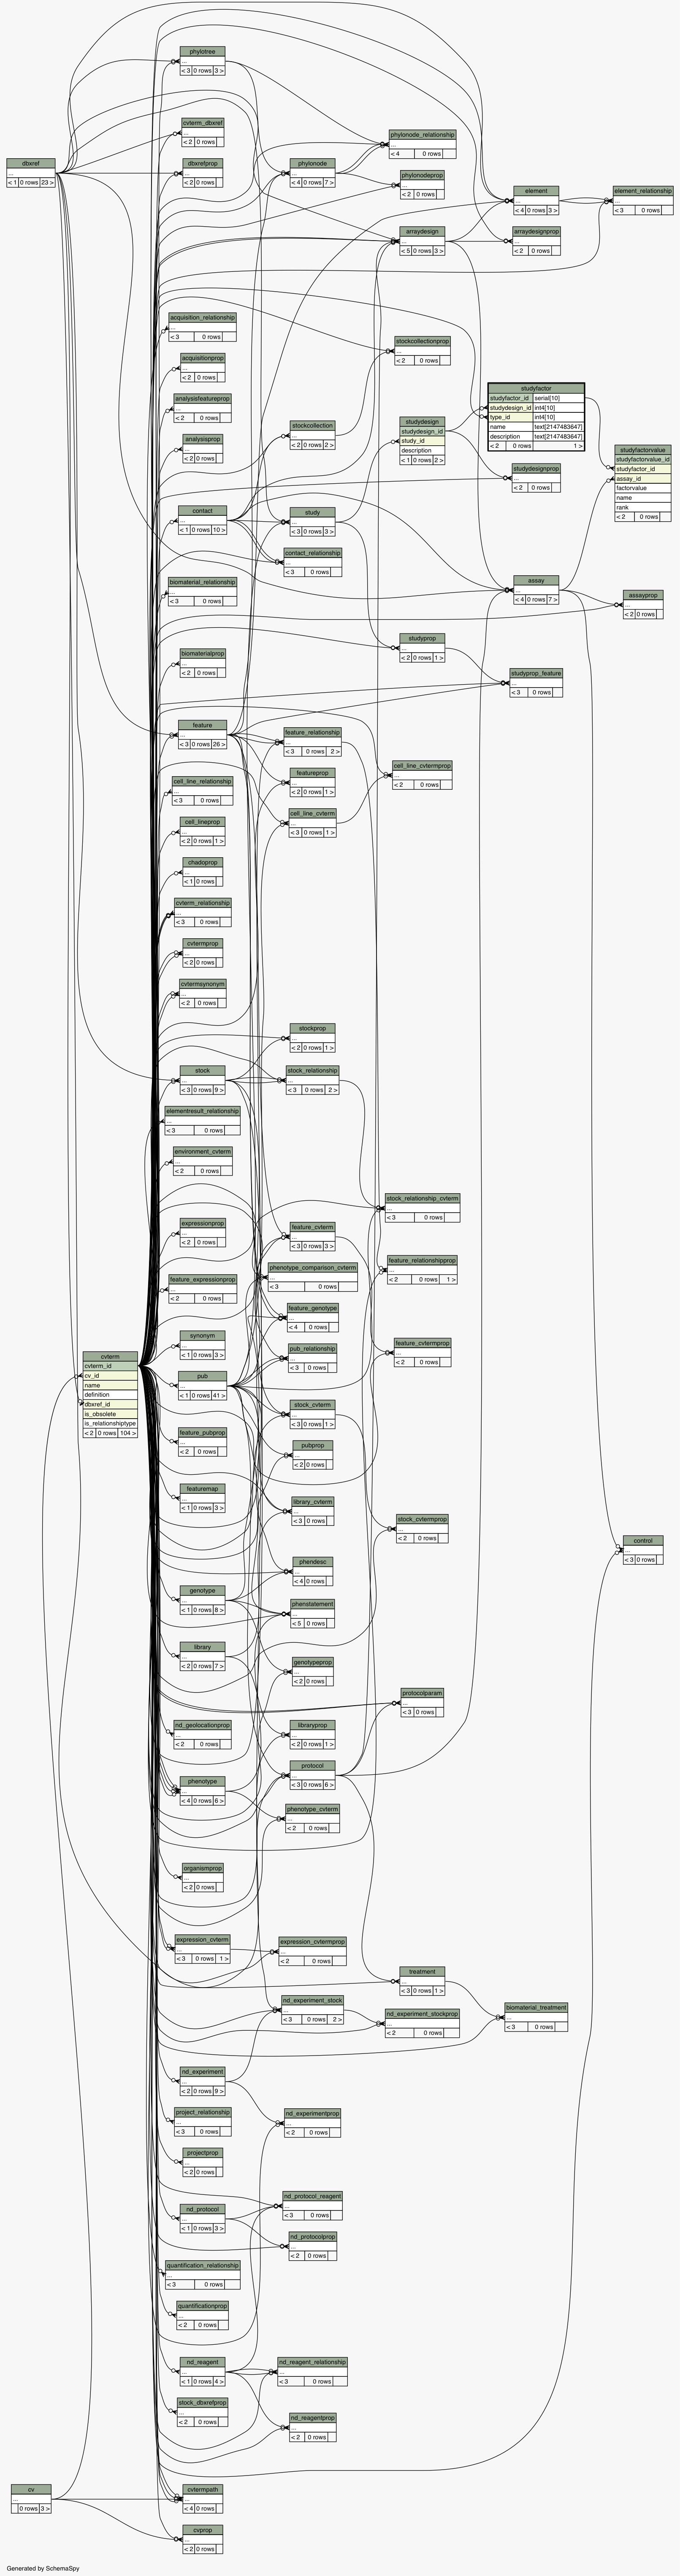 phylotree
...
< 3 0 rows 3 >
cvterm_dbxref
...
< 2 0 rows
dbxref
...
< 1 0 rows 23 >
dbxrefprop
...
< 2 0 rows
phylonode_relationship
...
< 4 0 rows
phylonode
...
< 4 0 rows 7 >
phylonodeprop
...
< 2 0 rows
element
...
< 4 0 rows 3 >
element_relationship
...
< 3 0 rows
arraydesign
...
< 5 0 rows 3 >
arraydesignprop
...
< 2 0 rows
acquisition_relationship
...
< 3 0 rows
acquisitionprop
...
< 2 0 rows
stockcollectionprop
...
< 2 0 rows
analysisfeatureprop
...
< 2 0 rows
analysisprop
...
< 2 0 rows
stockcollection
...
< 2 0 rows 2 >
studydesign
studydesign_id
study_id
description
< 1 0 rows 2 >
studyfactor
studyfactor_id serial[10]
studydesign_id int4[10]
type_id int4[10]
name text[2147483647]
description text[2147483647]
< 2 0 rows 1 >
studyfactorvalue
studyfactorvalue_id
studyfactor_id
assay_id
factorvalue
name
rank
< 2 0 rows
studydesignprop
...
< 2 0 rows
contact
...
< 1 0 rows 10 >
study
...
< 3 0 rows 3 >
contact_relationship
...
< 3 0 rows
biomaterial_relationship
...
< 3 0 rows
assay
...
< 4 0 rows 7 >
assayprop
...
< 2 0 rows
biomaterialprop
...
< 2 0 rows
studyprop
...
< 2 0 rows 1 >
studyprop_feature
...
< 3 0 rows
feature
...
< 3 0 rows 26 >
feature_relationship
...
< 3 0 rows 2 >
cell_line_relationship
...
< 3 0 rows
featureprop
...
< 2 0 rows 1 >
cell_line_cvtermprop
...
< 2 0 rows
cell_lineprop
...
< 2 0 rows 1 >
cell_line_cvterm
...
< 3 0 rows 1 >
chadoprop
...
< 1 0 rows
cvterm_relationship
...
< 3 0 rows
cvtermprop
...
< 2 0 rows
cvtermsynonym
...
< 2 0 rows
stockprop
...
< 2 0 rows 1 >
stock
...
< 3 0 rows 9 >
stock_relationship
...
< 3 0 rows 2 >
elementresult_relationship
...
< 3 0 rows
environment_cvterm
...
< 2 0 rows
stock_relationship_cvterm
...
< 3 0 rows
expressionprop
...
< 2 0 rows
feature_cvterm
...
< 3 0 rows 3 >
feature_expressionprop
...
< 2 0 rows
phenotype_comparison_cvterm
...
< 3 0 rows
feature_relationshipprop
...
< 2 0 rows 1 >
feature_genotype
...
< 4 0 rows
synonym
...
< 1 0 rows 3 >
pub_relationship
...
< 3 0 rows
feature_cvtermprop
...
< 2 0 rows
cvterm
cvterm_id
cv_id
name
definition
dbxref_id
is_obsolete
is_relationshiptype
< 2 0 rows 104 >
pub
...
< 1 0 rows 41 >
stock_cvterm
...
< 3 0 rows 1 >
feature_pubprop
...
< 2 0 rows
pubprop
...
< 2 0 rows
featuremap
...
< 1 0 rows 3 >
library_cvterm
...
< 3 0 rows
stock_cvtermprop
...
< 2 0 rows
control
...
< 3 0 rows
phendesc
...
< 4 0 rows
genotype
...
< 1 0 rows 8 >
phenstatement
...
< 5 0 rows
library
...
< 2 0 rows 7 >
genotypeprop
...
< 2 0 rows
protocolparam
...
< 3 0 rows
nd_geolocationprop
...
< 2 0 rows
libraryprop
...
< 2 0 rows 1 >
phenotype
...
< 4 0 rows 6 >
protocol
...
< 3 0 rows 6 >
phenotype_cvterm
...
< 2 0 rows
organismprop
...
< 2 0 rows
expression_cvterm
...
< 3 0 rows 1 >
expression_cvtermprop
...
< 2 0 rows
treatment
...
< 3 0 rows 1 >
nd_experiment_stock
...
< 3 0 rows 2 >
nd_experiment_stockprop
...
< 2 0 rows
biomaterial_treatment
...
< 3 0 rows
nd_experiment
...
< 2 0 rows 9 >
project_relationship
...
< 3 0 rows
nd_experimentprop
...
< 2 0 rows
projectprop
...
< 2 0 rows
nd_protocol
...
< 1 0 rows 3 >
nd_protocol_reagent
...
< 3 0 rows
nd_protocolprop
...
< 2 0 rows
quantification_relationship
...
< 3 0 rows
quantificationprop
...
< 2 0 rows
nd_reagent
...
< 1 0 rows 4 >
nd_reagent_relationship
...
< 3 0 rows
stock_dbxrefprop
...
< 2 0 rows
nd_reagentprop
...
< 2 0 rows
cv
...
0 rows 3 >
cvtermpath
...
< 4 0 rows
cvprop
...
< 2 0 rows
Generated by SchemaSpy